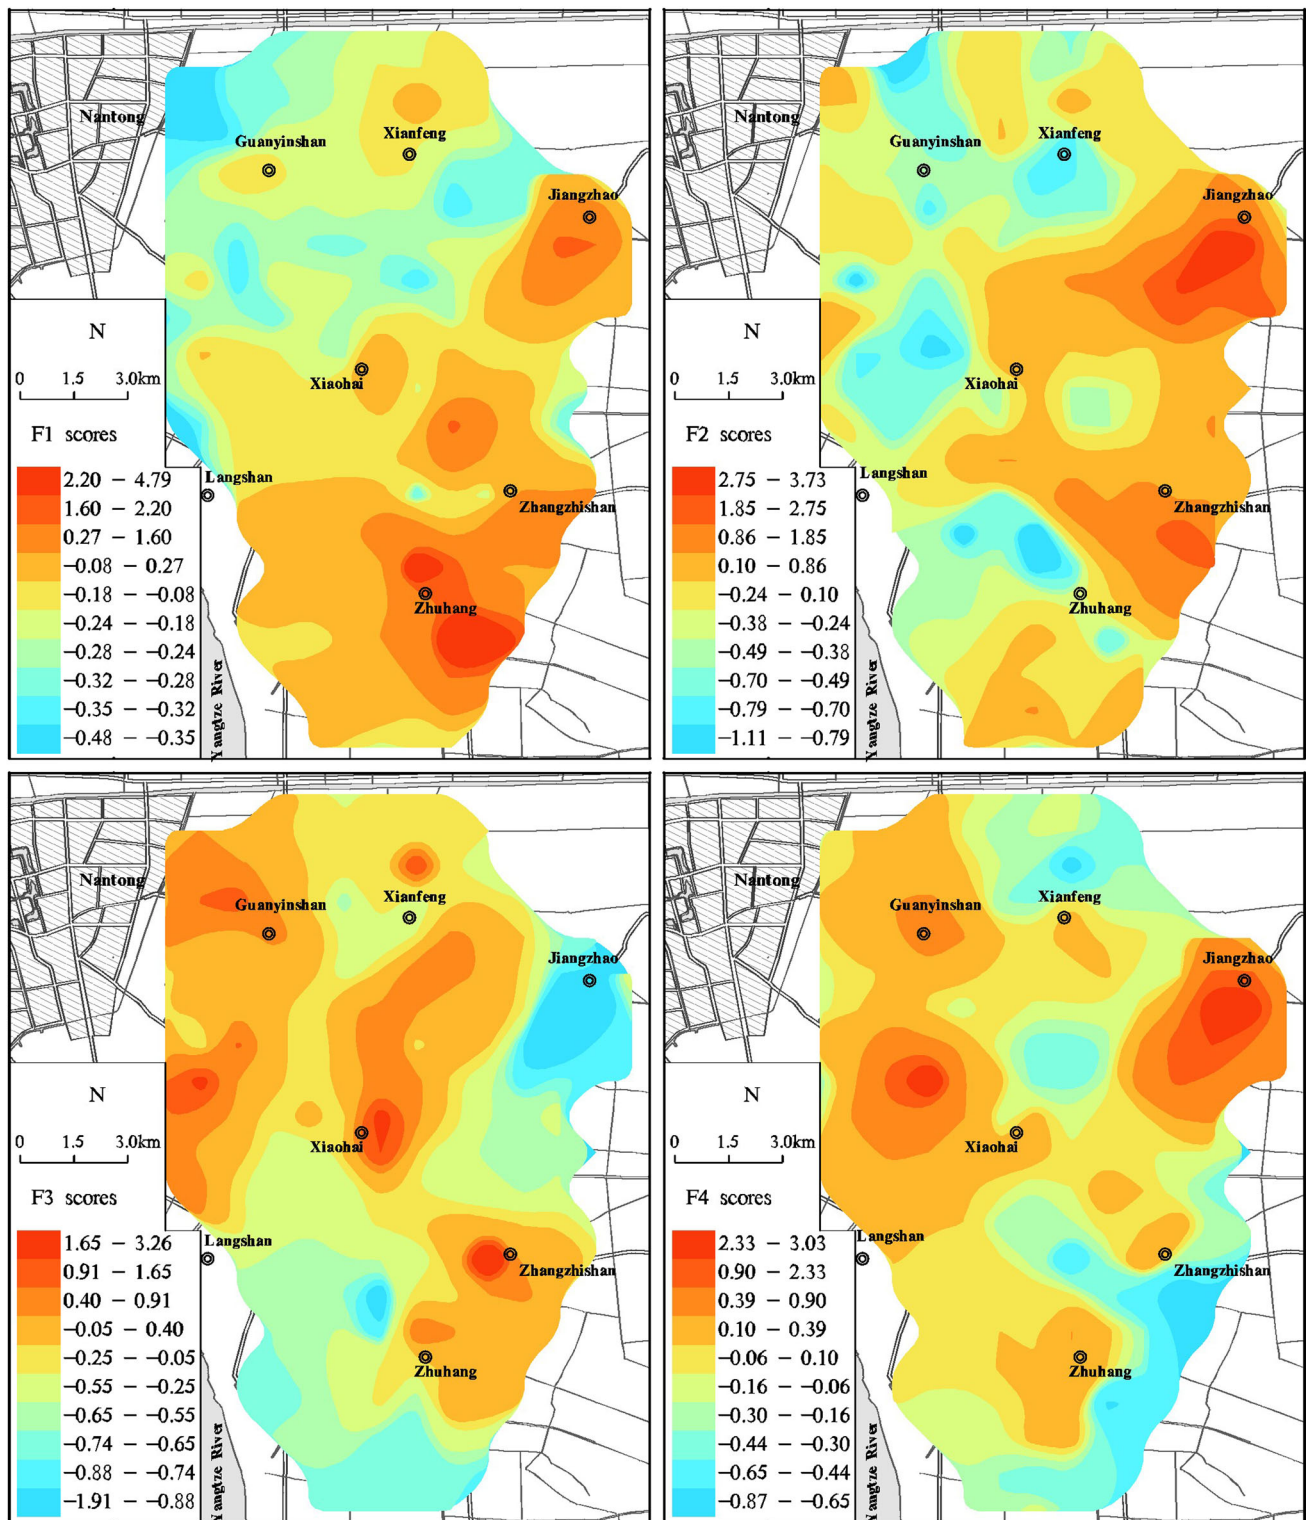 Nantong
Guanyinshan
Xianfeng
Jiangzhao
N
0 1.5 3.0km
Xiaohai
F1 scores
Langshan
2.20 − 4.79
Zhangzhishan
1.60 − 2.20
0.27 − 1.60
−0.08 − 0.27
−0.18 − −0.08
Zhuhang
−0.24 − −0.18
−0.28 − −0.24
−0.32 − −0.28
−0.35 − −0.32
−0.48 − −0.35
Yangtze River
Nantong
Guanyinshan
Xianfeng
Jiangzhao
N
0 1.5 3.0km
Xiaohai
F2 scores
Langshan
2.75 − 3.73
Zhangzhishan
1.85 − 2.75
0.86 − 1.85
0.10 − 0.86
−0.24 − 0.10
Zhuhang
−0.38 − −0.24
−0.49 − −0.38
−0.70 − −0.49
−0.79 − −0.70
−1.11 − −0.79
Yangtze River
Nantong
Guanyinshan
Xianfeng
Jiangzhao
N
0 1.5 3.0km
Xiaohai
F3 scores
Langshan
1.65 − 3.26
Zhangzhishan
0.91 − 1.65
0.40 − 0.91
−0.05 − 0.40
−0.25 − −0.05
Zhuhang
−0.55 − −0.25
−0.65 − −0.55
−0.74 − −0.65
−0.88 − −0.74
−1.91 − −0.88
Yangtze River
Nantong
Guanyinshan
Xianfeng
Jiangzhao
N
0 1.5 3.0km
Xiaohai
F4 scores
Langshan
2.33 − 3.03
Zhangzhishan
0.90 − 2.33
0.39 − 0.90
0.10 − 0.39
−0.06 − 0.10
Zhuhang
−0.16 − −0.06
−0.30 − −0.16
−0.44 − −0.30
−0.65 − −0.44
−0.87 − −0.65
Yangtze River